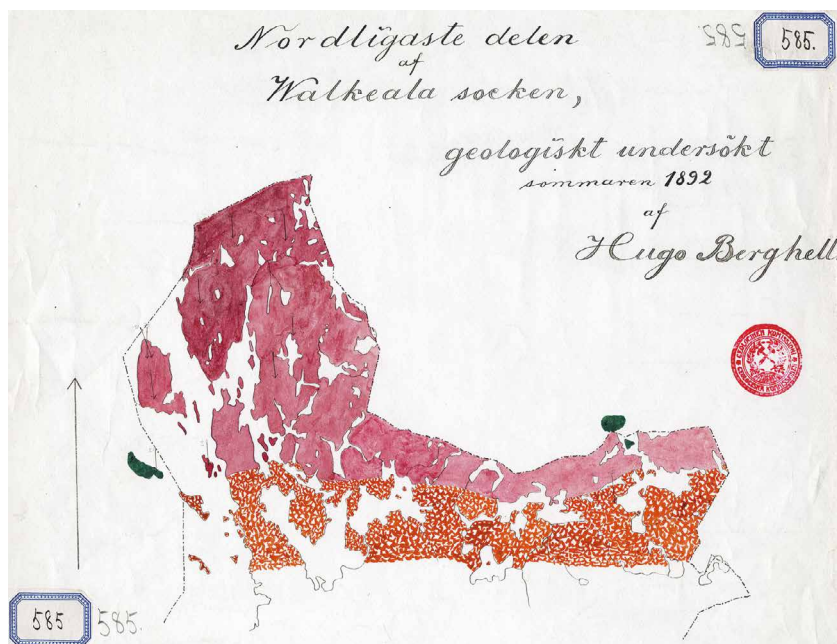 Nordligaste delen
af
Walkeala socken,
geologiskt undersökt
sommaren 1892
af
Hugo Berghell.
585
585.
585
585.